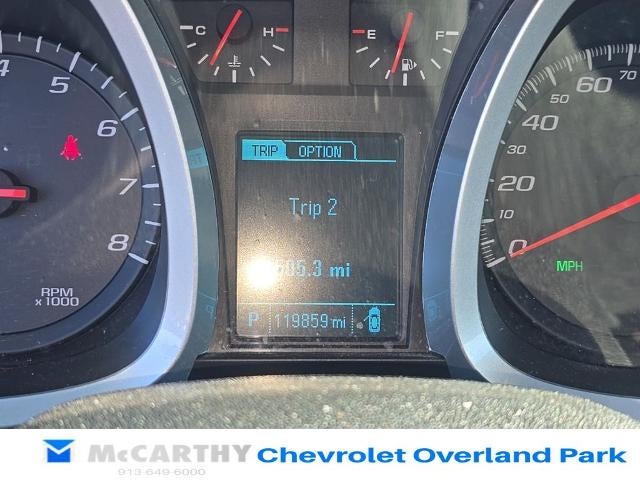 C H
E F
4
5
6
7
8
RPM
x1000
TRIP OPTION
Trip 2
mi
P 119859 mi
70
60
50
40
30
20
10
0
MPH
McCARTHY Chevrolet Overland Park
913-649-6000